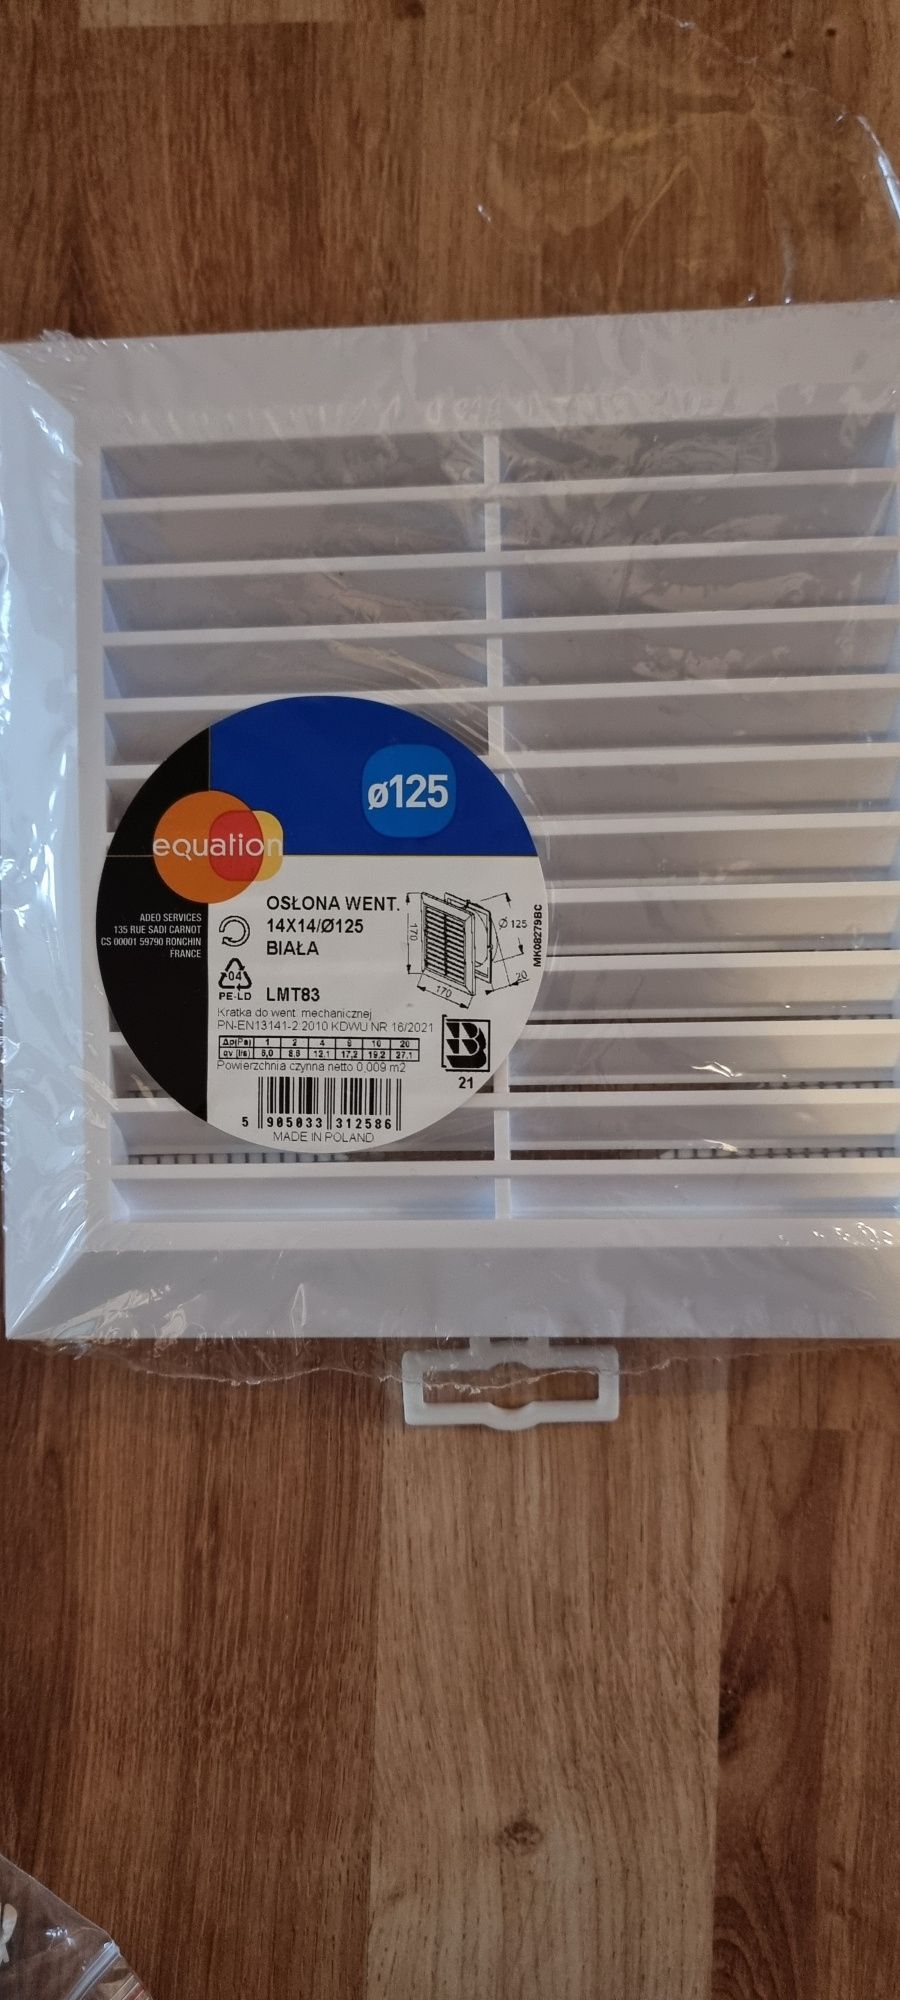 ø125
equation
ADEO SERVICES
135 RUE SADI CARNOT
CS 00001 59790 RONCHIN
FRANCE
OSŁONA WENT.
14X14/Ø125
BIAŁA
04
PE-LD
LMT83
170
170
Ø 125
20
MK08279BC
Kratka do went. mechanicznej
PN-EN13141-2:2010 KDWU NR 16/2021
Δp[Pa] 1 2 4 8 10 20
qv [l/s] 6,0 8,6 12,1 17,2 19,2 27,1
Powierzchnia czynna netto 0,009 m2
B
21
5 905033 312586
MADE IN POLAND